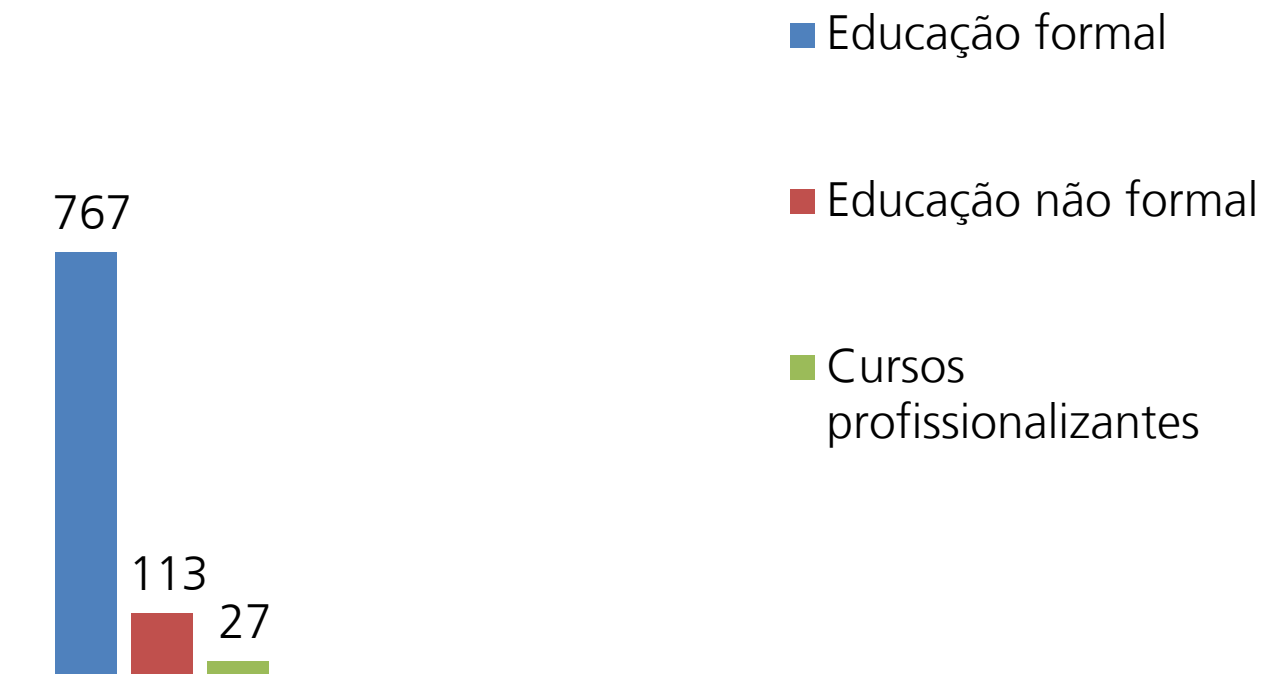 Educação formal
Educação não formal
Cursos
profissionalizantes
767
113
27